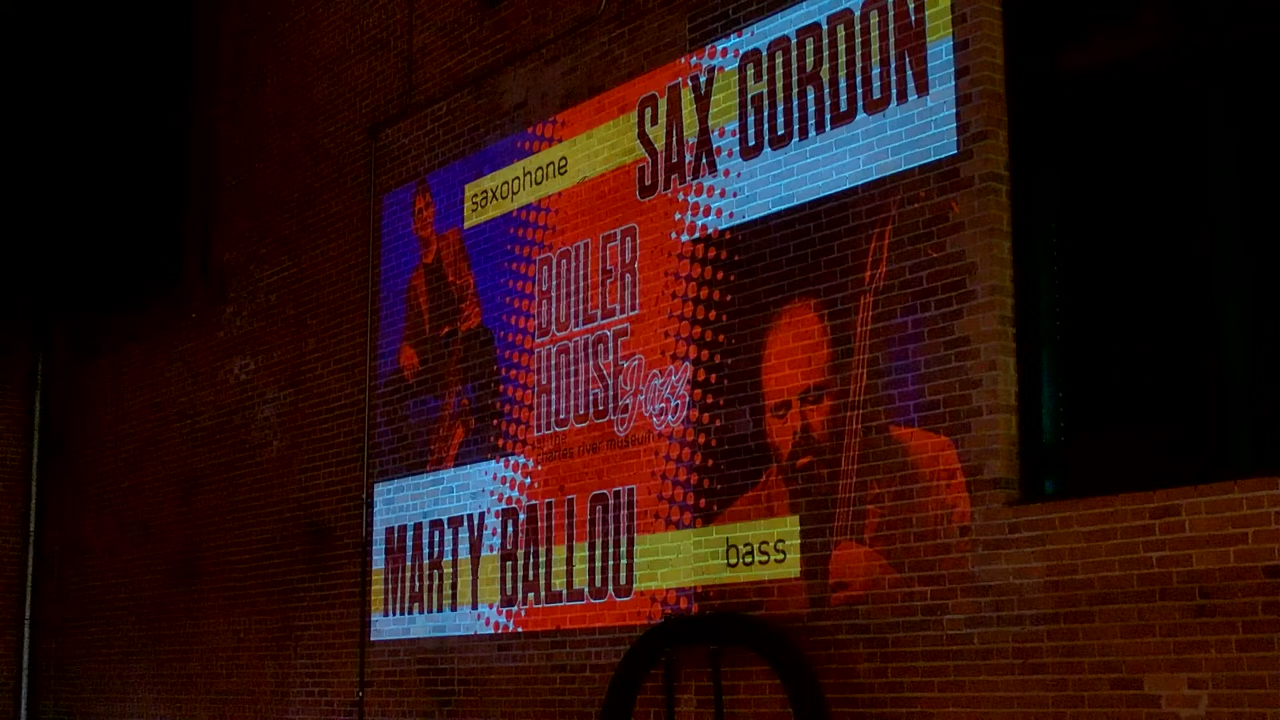 SAX GORDON
saxophone
BOILER
HOUSE Jazz
at the
charles river museum
MARTY BALLOU
bass